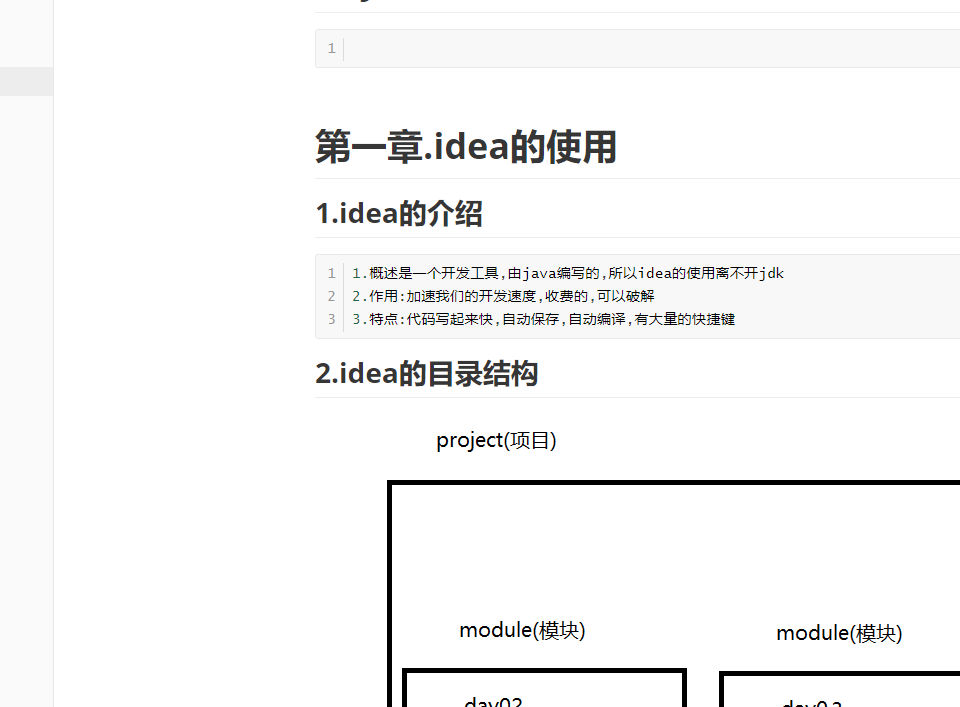 1
第一章.idea的使用
1.idea的介绍
1 1.概述是一个开发工具,由java编写的,所以idea的使用离不开jdk
2 2.作用:加速我们的开发速度,收费的,可以破解
3 3.特点:代码写起来快,自动保存,自动编译,有大量的快捷键
2.idea的目录结构
project(项目)
module(模块)
module(模块)
day02